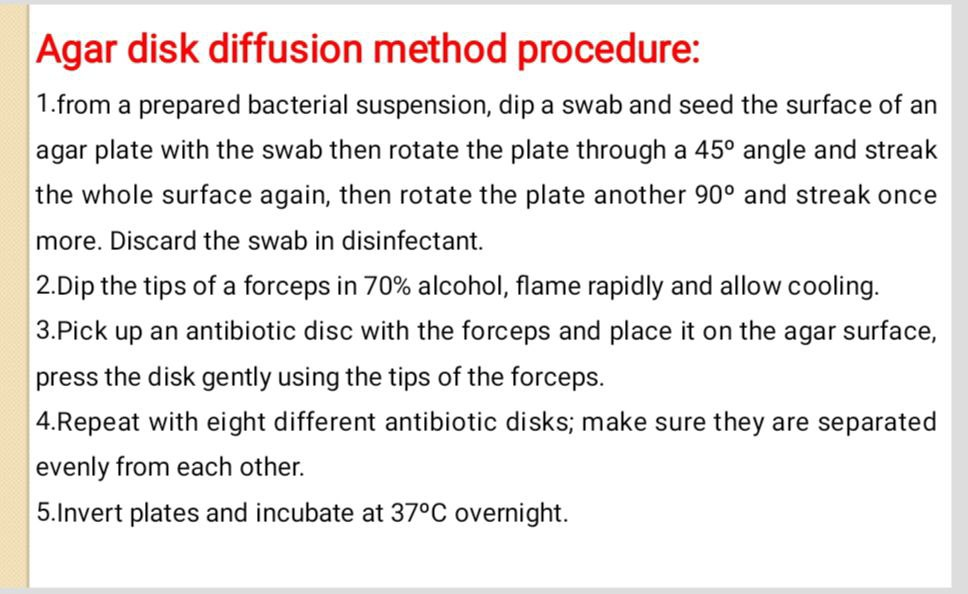 Agar disk diffusion method procedure:
1.from a prepared bacterial suspension, dip a swab and seed the surface of an
agar plate with the swab then rotate the plate through a 45º angle and streak
the whole surface again, then rotate the plate another 90º and streak once
more. Discard the swab in disinfectant.
2.Dip the tips of a forceps in 70% alcohol, flame rapidly and allow cooling.
3.Pick up an antibiotic disc with the forceps and place it on the agar surface,
press the disk gently using the tips of the forceps.
4.Repeat with eight different antibiotic disks; make sure they are separated
evenly from each other.
5.Invert plates and incubate at 37ºC overnight.